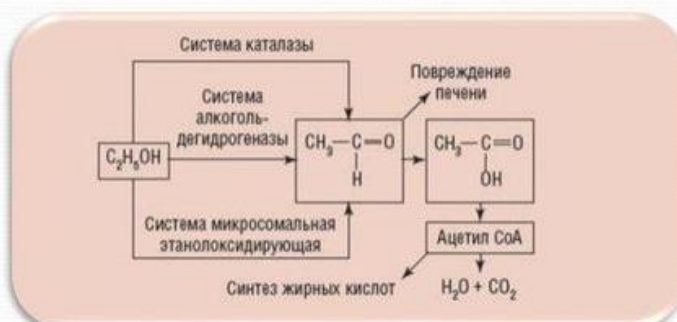 Система каталазы
Повреждение
печени
Система
алкоголь-
дегидрогеназы
C₂H₅OH
CH₃—C—O
H
CH₃—C=O
OH
Система микросомальная
этанолоксидирующая
Ацетил СоА
Синтез жирных кислот
H₂O + CO₂